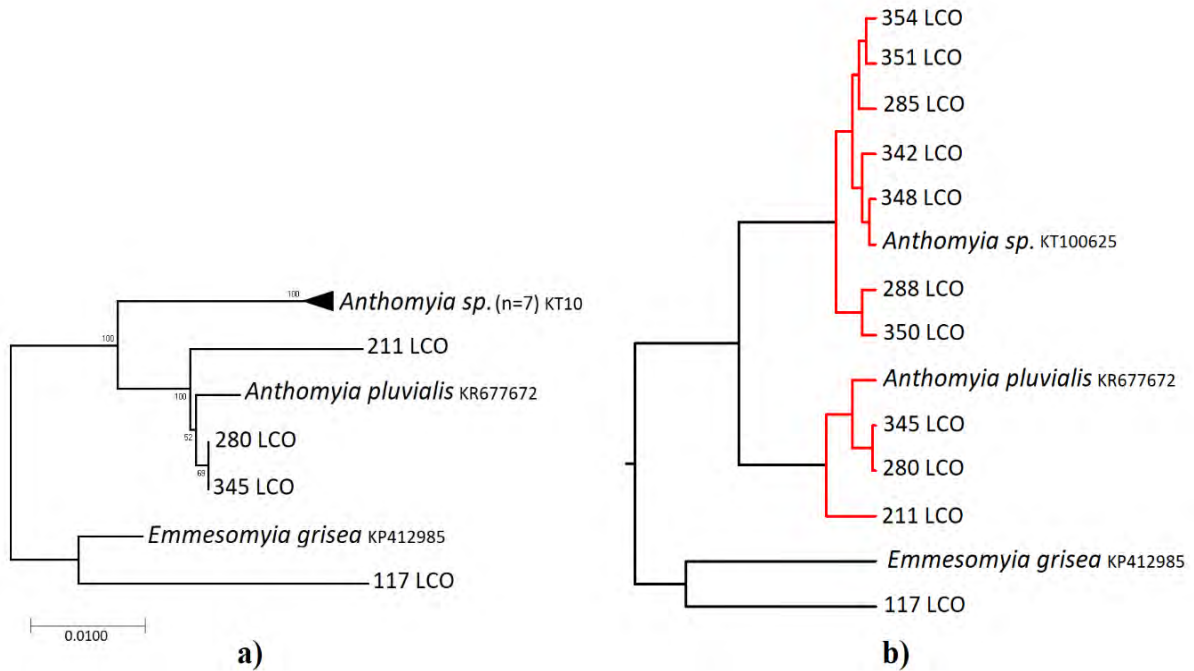 100
Anthomyia sp. (n=7) KT10
100
211 LCO
Anthomyia pluvialis KR677672
100
52
280 LCO
69
345 LCO
Emmesomyia grisea KP412985
117 LCO
0.0100
a)
354 LCO
351 LCO
285 LCO
342 LCO
348 LCO
Anthomyia sp. KT100625
288 LCO
350 LCO
Anthomyia pluvialis KR677672
345 LCO
280 LCO
211 LCO
Emmesomyia grisea KP412985
117 LCO
b)